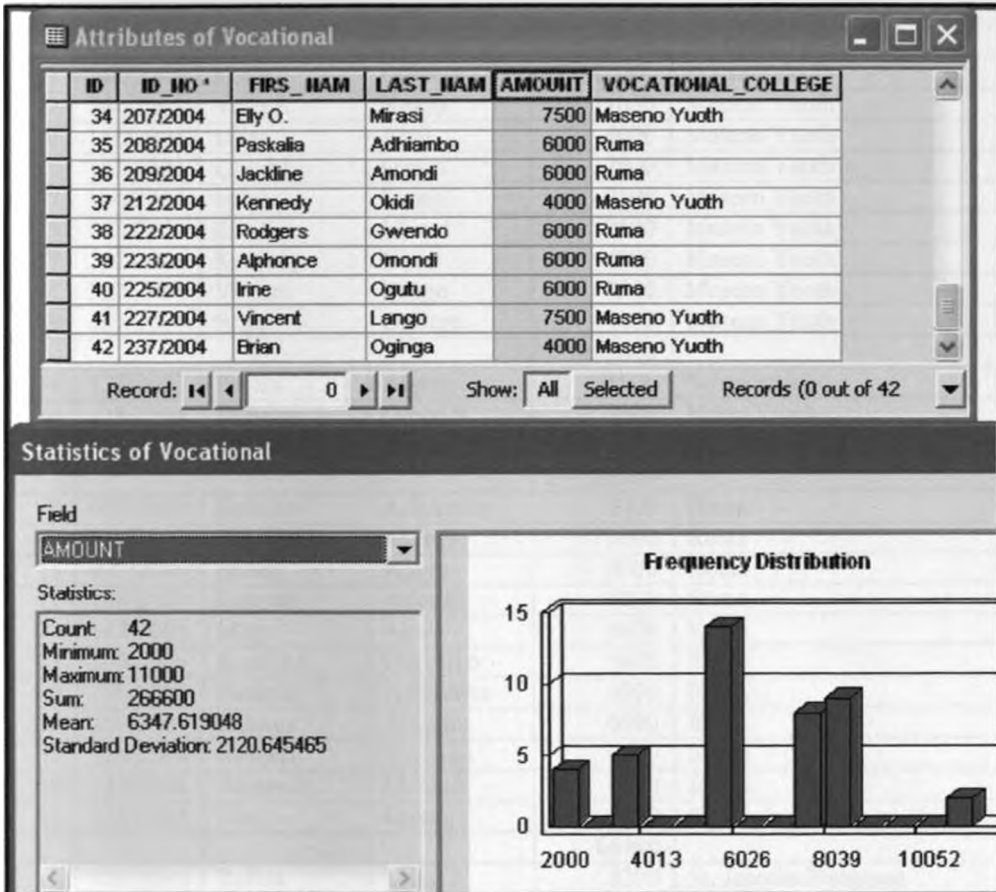 Attributes of Vocational
ID ID_NO * FIRS_NAM LAST_NAM AMOUNT VOCATIONAL_COLLEGE
34 207/2004 Elly O. Mirasi 7500 Maseno Yuoth
35 208/2004 Paskalia Adhiambo 6000 Ruma
36 209/2004 Jackline Amondi 6000 Ruma
37 212/2004 Kennedy Okidi 4000 Maseno Yuoth
38 222/2004 Rodgers Gwendo 6000 Ruma
39 223/2004 Alphonce Omondi 6000 Ruma
40 225/2004 Irine Ogutu 6000 Ruma
41 227/2004 Vincent Lango 7500 Maseno Yuoth
42 237/2004 Brian Oginga 4000 Maseno Yuoth
Record: 0 Show: All Selected Records (0 out of 42
Statistics of Vocational
Field
AMOUNT
Statistics:
Count: 42
Minimum: 2000
Maximum: 11000
Sum: 266600
Mean: 6347.619048
Standard Deviation: 2120.645465
Frequency Distribution
15
10
5
0
2000 4013 6026 8039 10052